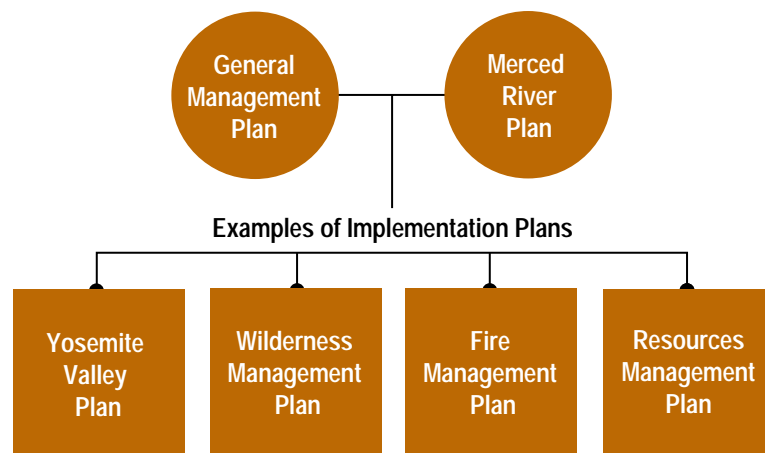 General
Management
Plan
Merced
River
Plan
Examples of Implementation Plans
Yosemite
Valley
Plan
Wilderness
Management
Plan
Fire
Management
Plan
Resources
Management
Plan